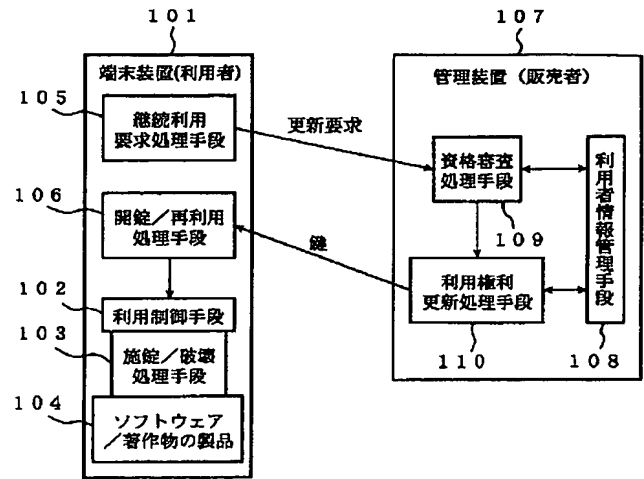 101
端末装置(利用者)
105
継続利用
要求処理手段
106
開錠／再利用
処理手段
102
利用制御手段
103
施錠／破壊
処理手段
104
ソフトウェア
／著作物の製品
更新要求
鍵
107
管理装置（販売者）
資格審査
処理手段
109
利用権利
更新処理手段
110
利用者情報管理手段
108